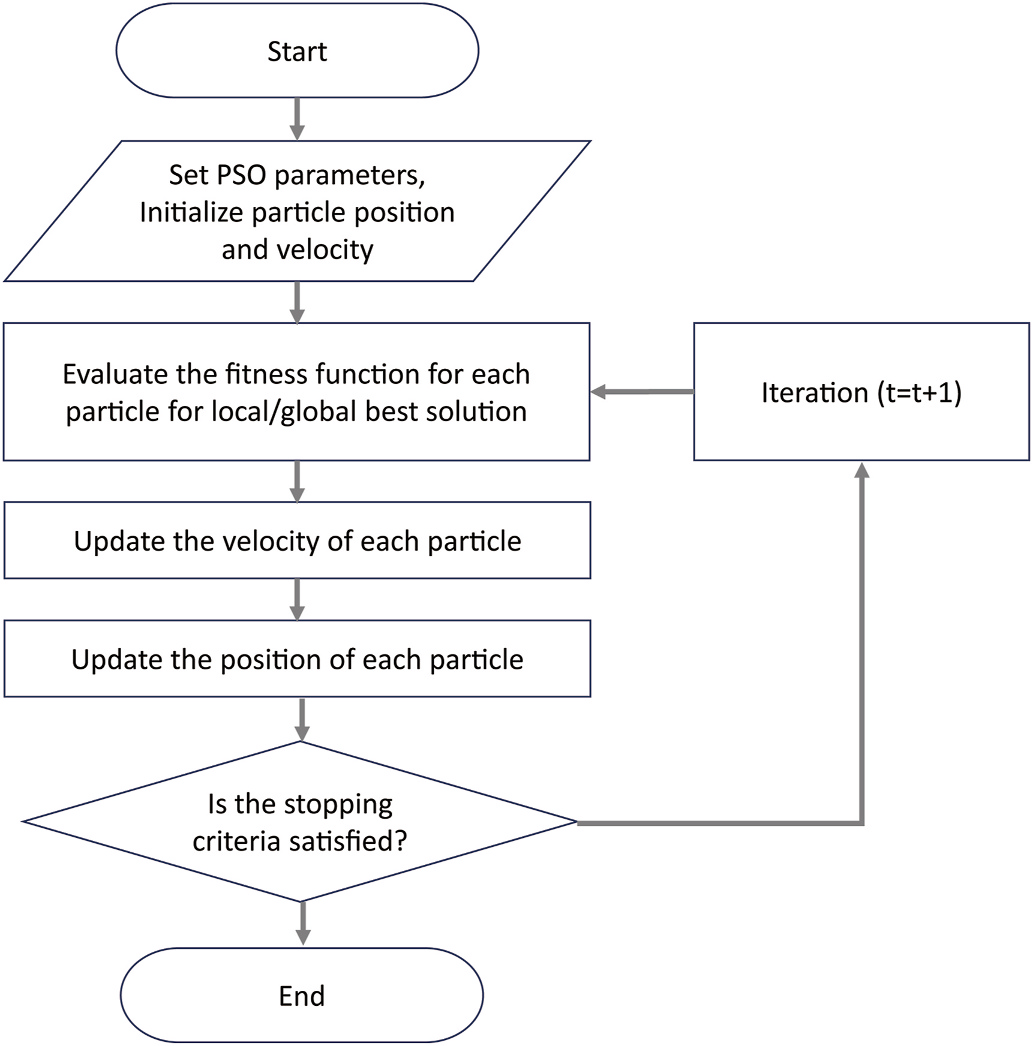 Start
Set PSO parameters,
Initialize particle position
and velocity
Evaluate the fitness function for each
particle for local/global best solution
Iteration (t=t+1)
Update the velocity of each particle
Update the position of each particle
Is the stopping
criteria satisfied?
End